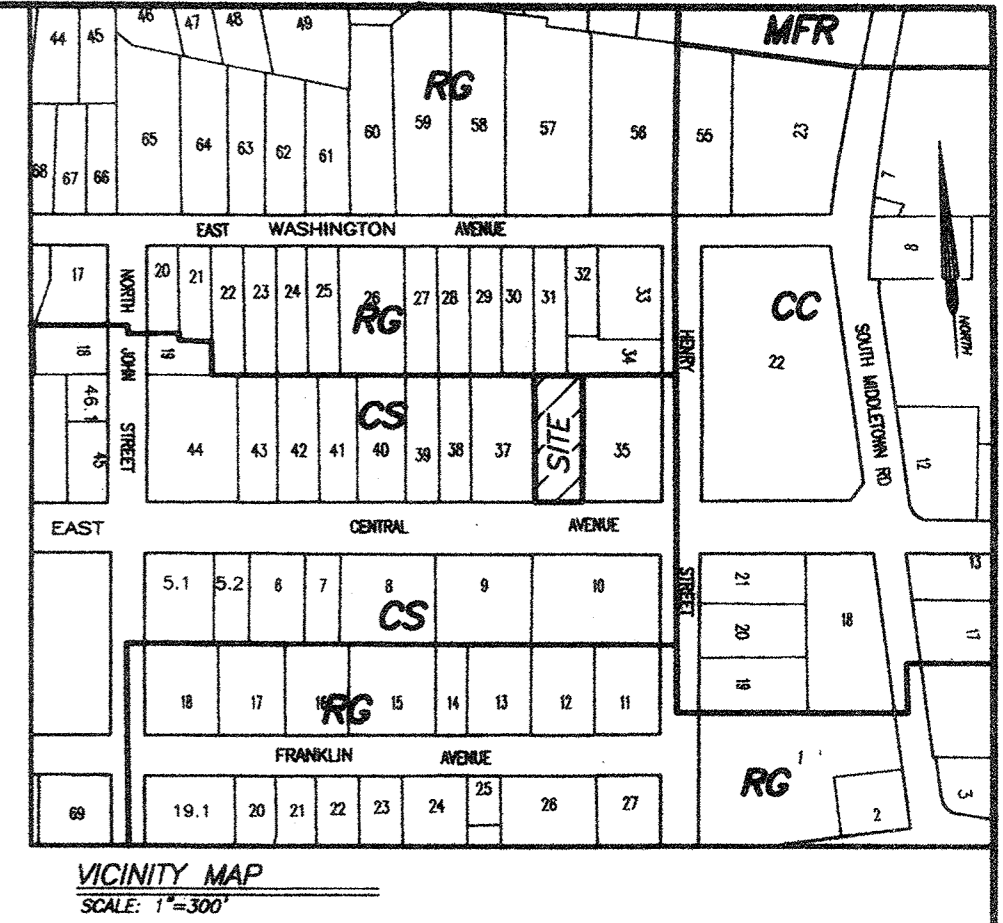 46 47 48 49 MFR
44 45
RG
65 64 63 62 61 60 59 58 57 56 55 23
68 67 66
7
EAST WASHINGTON AVENUE
8
17 NORTH 20 21 22 23 24 25 26 27 28 29 30 31 32 33
RG
CC
NORTH
18 JOHN 19 34 HENRY 22 SOUTH MIDDLETOWN RD
46.1 CS
45 STREET 44 43 42 41 40 39 38 37 SITE 35 12
EAST CENTRAL AVENUE
5.1 5.2 6 7 8 9 10 STREET 21 18 13
CS
20 17
18 17 16 15 14 13 12 11 19
RG
FRANKLIN AVENUE
1
RG
69 19.1 20 21 22 23 24 25 26 27 2 3
VICINITY MAP
SCALE: 1"=300'